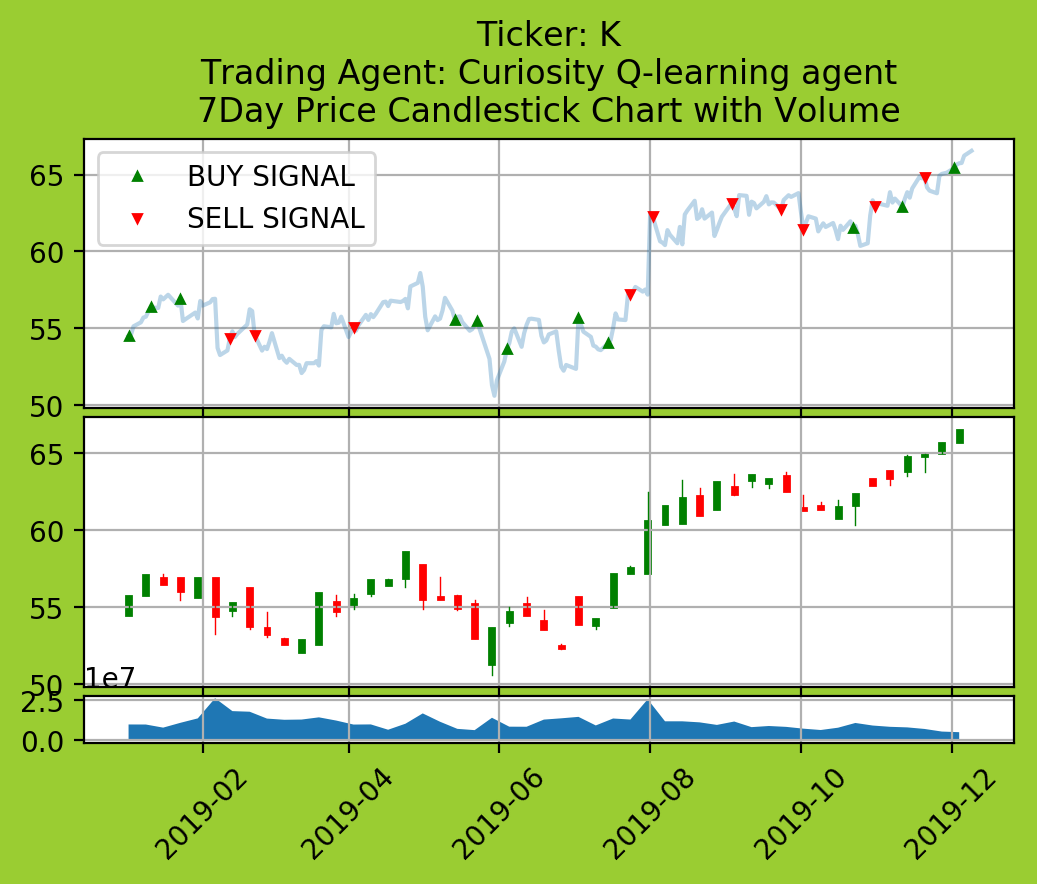 Ticker: K
Trading Agent: Curiosity Q-learning agent
7Day Price Candlestick Chart with Volume
BUY SIGNAL
SELL SIGNAL
65
60
55
50
65
60
55
50
1e7
2.5
0.0
2019-02
2019-04
2019-06
2019-08
2019-10
2019-12